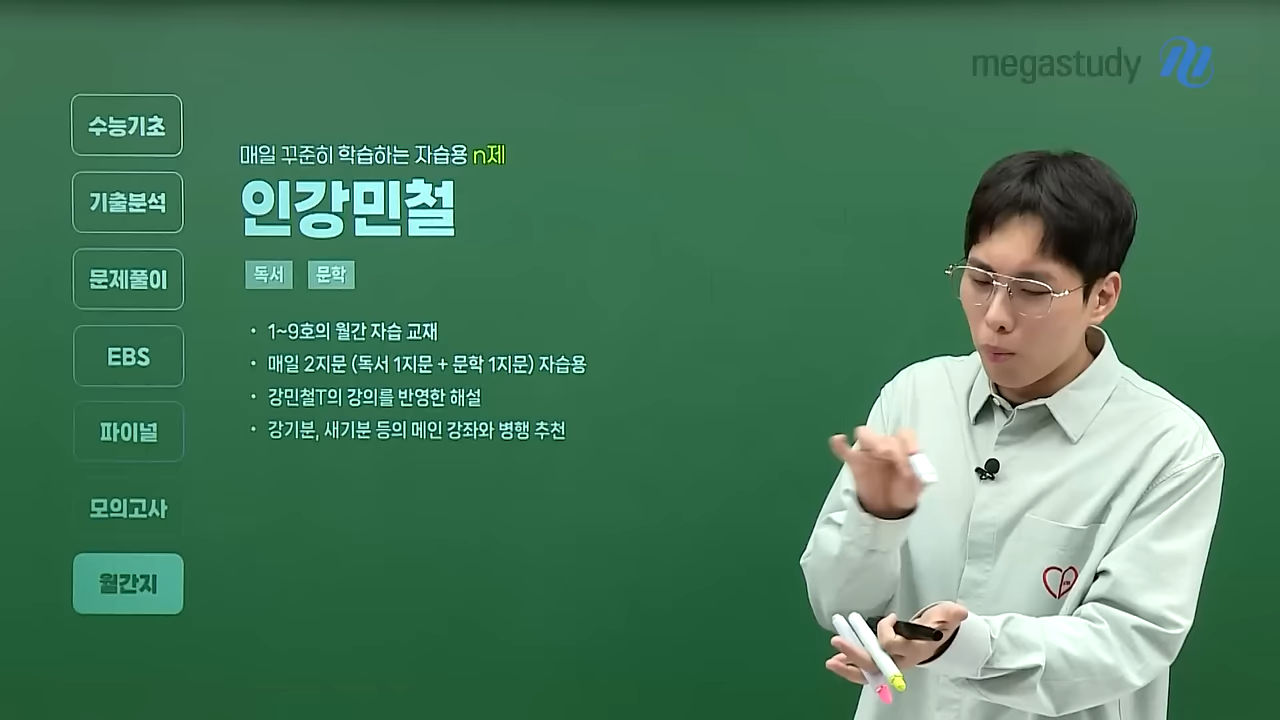 megastudy
수능기초
기출분석
문제풀이
EBS
파이널
모의고사
월간지
매일 꾸준히 학습하는 자습용 n제
인강민철
독서 문학
• 1~9호의 월간 자습 교재
• 매일 2지문 (독서 1지문 + 문학 1지문) 자습용
• 강민철T의 강의를 반영한 해설
• 강기분, 새기분 등의 메인 강좌와 병행 추천